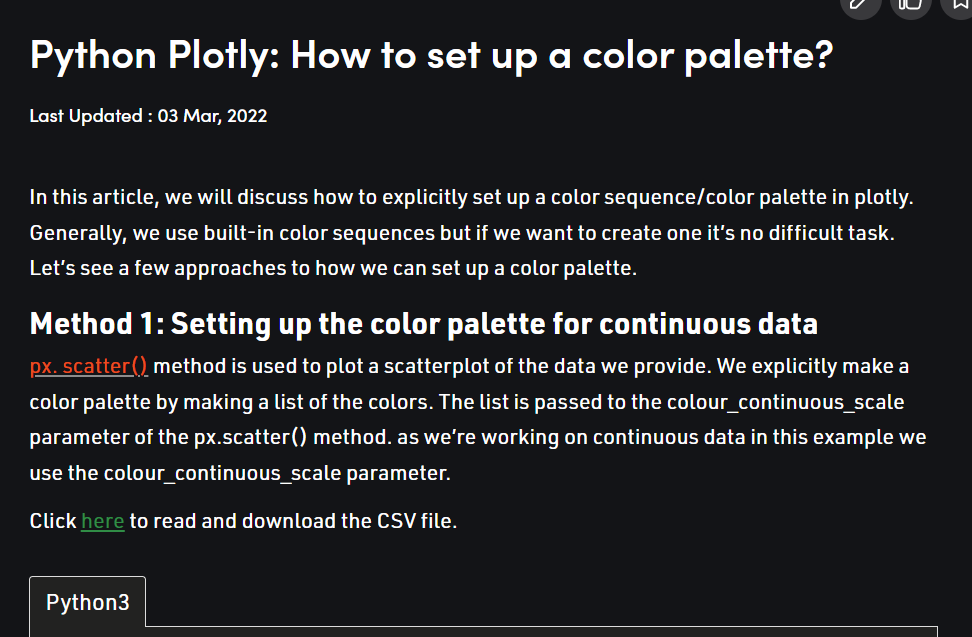 Python Plotly: How to set up a color palette?
Last Updated : 03 Mar, 2022
In this article, we will discuss how to explicitly set up a color sequence/color palette in plotly.
Generally, we use built-in color sequences but if we want to create one it’s no difficult task.
Let’s see a few approaches to how we can set up a color palette.
Method 1: Setting up the color palette for continuous data
px. scatter() method is used to plot a scatterplot of the data we provide. We explicitly make a
color palette by making a list of the colors. The list is passed to the colour_continuous_scale
parameter of the px.scatter() method. as we’re working on continuous data in this example we
use the colour_continuous_scale parameter.
Click here to read and download the CSV file.
Python3